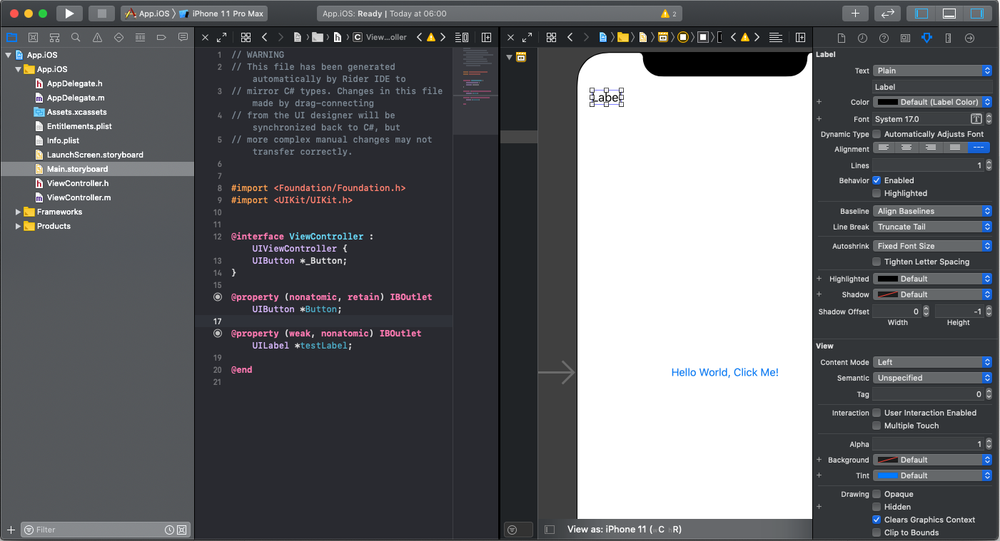 App.iOS iPhone 11 Pro Max
App.iOS: Ready | Today at 06:00
2
App.iOS
App.iOS
AppDelegate.h
AppDelegate.m
Assets.xcassets
Entitlements.plist
Info.plist
LaunchScreen.storyboard
Main.storyboard
ViewController.h
ViewController.m
Frameworks
Products
Filter
C View...oller
1 // WARNING
2 // This file has been generated
automatically by Rider IDE to
3 // mirror C# types. Changes in this file
made by drag-connecting
4 // from the UI designer will be
synchronized back to C#, but
5 // more complex manual changes may not
transfer correctly.
6
7
8 #import <Foundation/Foundation.h>
9 #import <UIKit/UIKit.h>
10
11
12 @interface ViewController :
UIViewController {
13 UIButton *_Button;
14 }
15
@property (nonatomic, retain) IBOutlet
UIButton *Button;
17
@property (weak, nonatomic) IBOutlet
UILabel *testLabel;
19
20 @end
21
Label
Hello World, Click Me!
View as: iPhone 11 (wC hR)
Label
Text Plain
Label
Color Default (Label Color)
Font System 17.0
Dynamic Type Automatically Adjusts Font
Alignment
Lines 1
Behavior Enabled
Highlighted
Baseline Align Baselines
Line Break Truncate Tail
Autoshrink Fixed Font Size
Tighten Letter Spacing
Highlighted Default
Shadow Default
Shadow Offset 0 -1
Width Height
View
Content Mode Left
Semantic Unspecified
Tag 0
Interaction User Interaction Enabled
Multiple Touch
Alpha 1
Background Default
Tint Default
Drawing Opaque
Hidden
Clears Graphics Context
Clip to Bounds